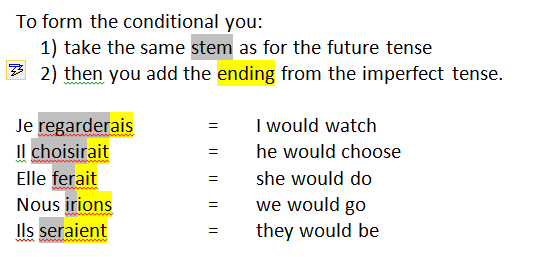 To form the conditional you:
1) take the same stem as for the future tense
2) then you add the ending from the imperfect tense.
Je regarderais = I would watch
Il choisirait = he would choose
Elle ferait = she would do
Nous irions = we would go
Ils seraient = they would be